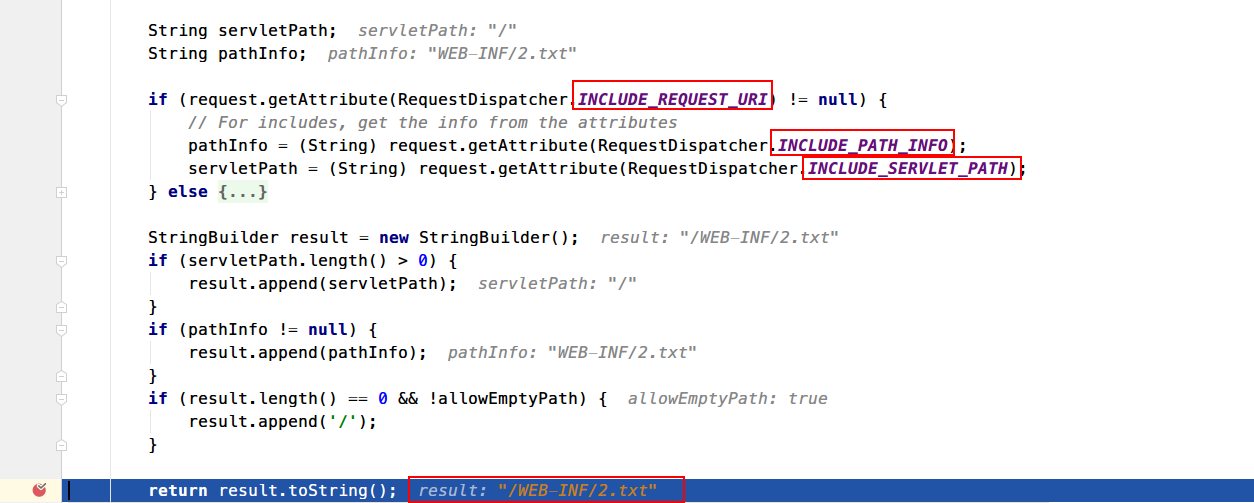 String servletPath;  servletPath: "/"
String pathInfo;  pathInfo: "WEB-INF/2.txt"
if (request.getAttribute(RequestDispatcher.INCLUDE_REQUEST_URI) != null) {
// For includes, get the info from the attributes
pathInfo = (String) request.getAttribute(RequestDispatcher.INCLUDE_PATH_INFO);
servletPath = (String) request.getAttribute(RequestDispatcher.INCLUDE_SERVLET_PATH);
} else {...}
StringBuilder result = new StringBuilder();  result: "/WEB-INF/2.txt"
if (servletPath.length() > 0) {
result.append(servletPath);  servletPath: "/"
}
if (pathInfo != null) {
result.append(pathInfo);  pathInfo: "WEB-INF/2.txt"
}
if (result.length() == 0 && !allowEmptyPath) {  allowEmptyPath: true
result.append('/');
}
return result.toString();  result: "/WEB-INF/2.txt"